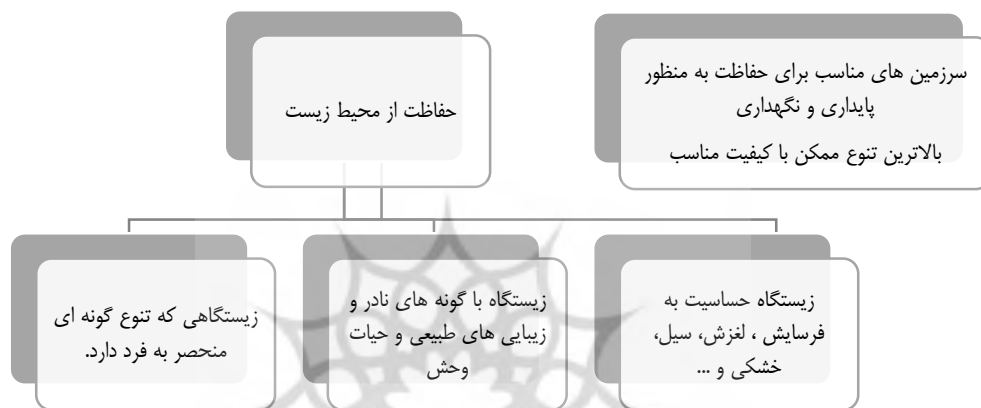 سرزمین های مناسب برای حفاظت به منظور
پایداری و نگهداری
بالاترین تنوع ممکن با کیفیت مناسب
حفاظت از محیط زیست
زیستگاه حساسیت به
فرسایش ، لغزش، سیل،
خشکی و ...
زیستگاه با گونه های نادر و
زیبایی های طبیعی و حیات
وحش
زیستگاهی که تنوع گونه ای
منحصر به فرد دارد.